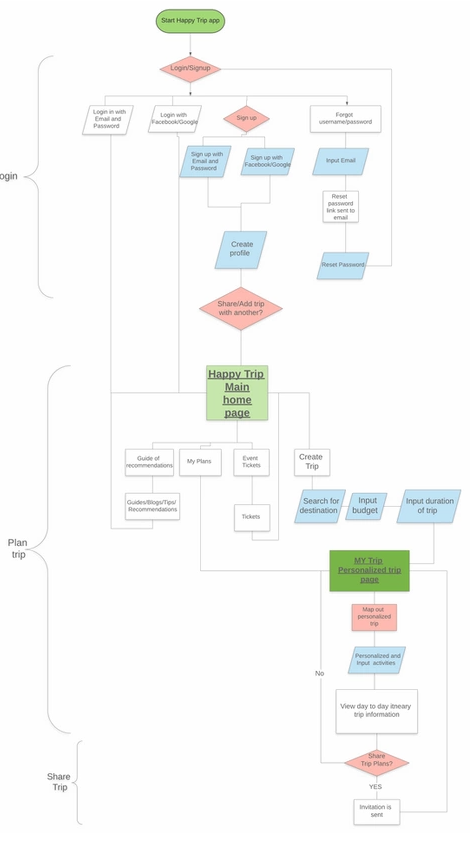 Start Happy Trip app
Login/Signup
Login in with
Email and
Password
Login with
Facebook/Google
Sign up
Forgot
username/password
Sign up with
Email and
Password
Sign up with
Facebook/Google
Input Email
Reset
password
link sent to
email
Reset Password
ogin
Create
profile
Share/Add trip
with another?
Happy Trip
Main
home
page
Guide of
recommendations
My Plans
Event
Tickets
Create
Trip
Guides/Blogs/Tips/
Recommendations
Tickets
Search for
destination
Input
budget
Input duration
of trip
Plan
trip
MY Trip
Personalized trip
page
Map out
personalized
trip
Personalized and
Input activities
No
View day to day itneary
trip information
Share
Trip Plans?
Share
Trip
YES
Invitation is
sent